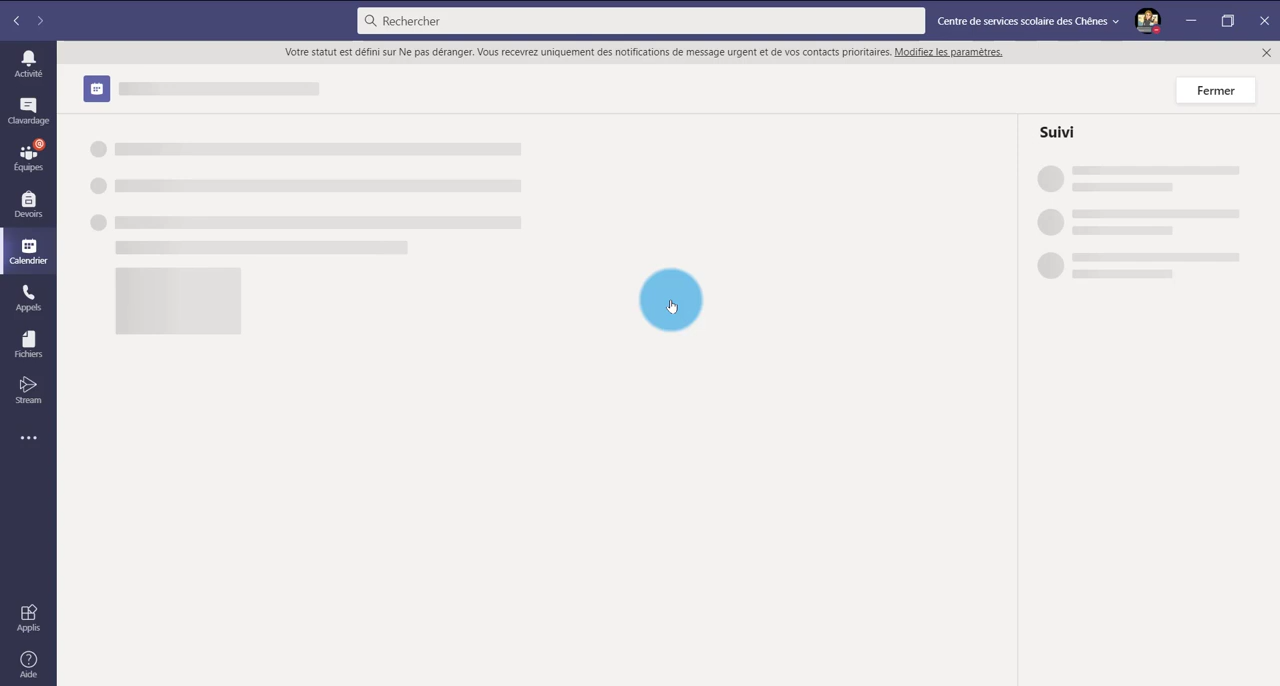 Rechercher
Centre de services scolaire des Chênes
Votre statut est défini sur Ne pas déranger. Vous recevrez uniquement des notifications de message urgent et de vos contacts prioritaires. Modifiez les paramètres.
Activité
Clavardage
Équipes
Devoirs
Calendrier
Appels
Fichiers
Stream
Applis
Aide
Fermer
Suivi